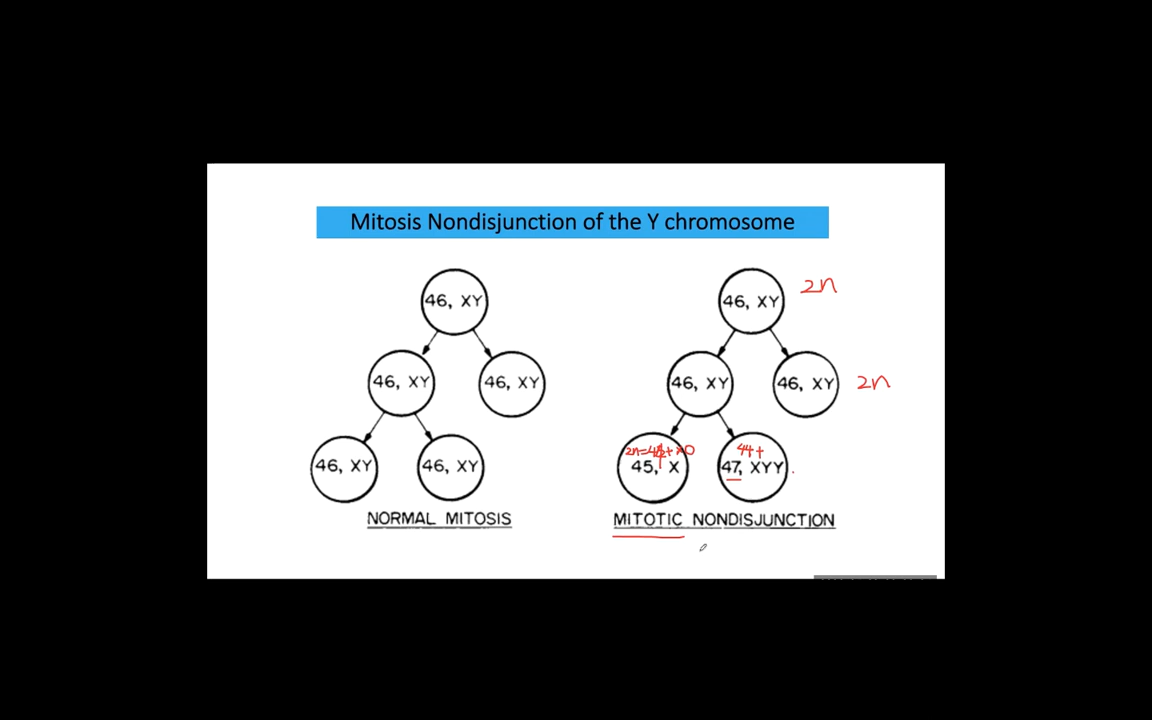 Mitosis Nondisjunction of the Y chromosome
46, XY
46, XY
2n
46, XY
46, XY
46, XY
46, XY
2n
44+
46, XY
46, XY
45, X
47, XYY
NORMAL MITOSIS
MITOTIC NONDISJUNCTION